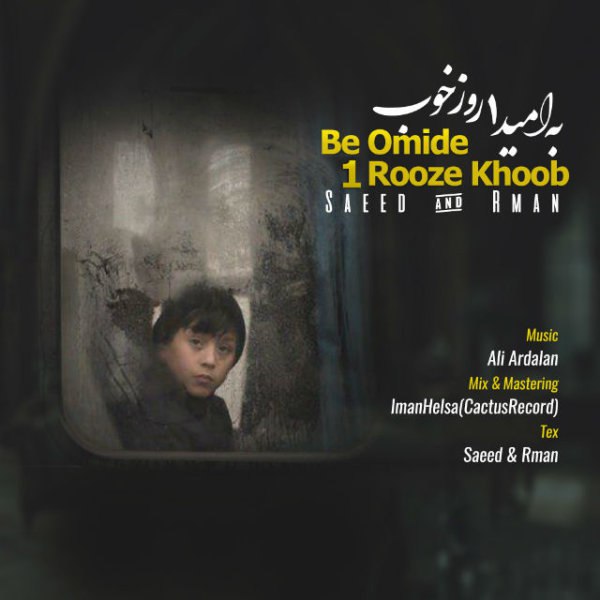 به امید ۱ روز خوب
Be Omide
1 Rooze Khoob
SAEED AND RMAN
Music
Ali Ardalan
Mix & Mastering
ImanHelsa(CactusRecord)
Tex
Saeed & Rman